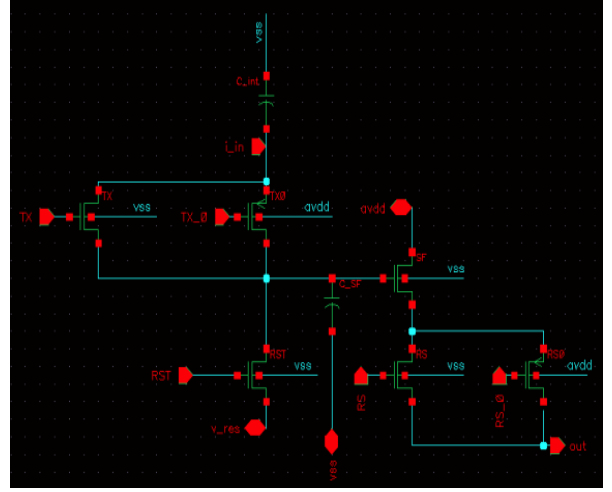 vss
C_int
i_in
TX
TX0
TX
vss
TX_0
avdd
avdd
SF
vss
C_SF
RST
RS
RS0
RST
vss
vss
avdd
RS
RS_0
v_res
vss
out